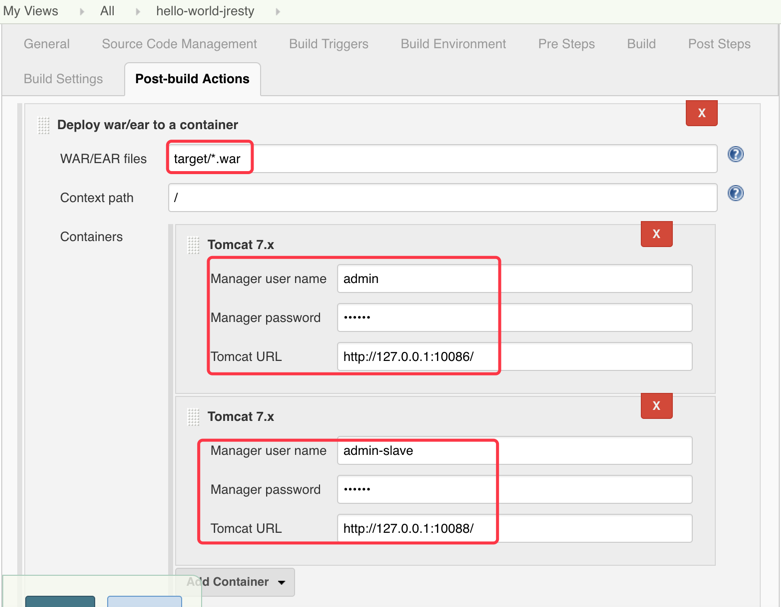 My Views All hello-world-jresty
General Source Code Management Build Triggers Build Environment Pre Steps Build Post Steps
Build Settings Post-build Actions
X
Deploy war/ear to a container
WAR/EAR files target/*.war ?
Context path / ?
Containers
X
Tomcat 7.x
Manager user name admin
Manager password ••••••
Tomcat URL http://127.0.0.1:10086/
X
Tomcat 7.x
Manager user name admin-slave
Manager password ••••••
Tomcat URL http://127.0.0.1:10088/
Add Container